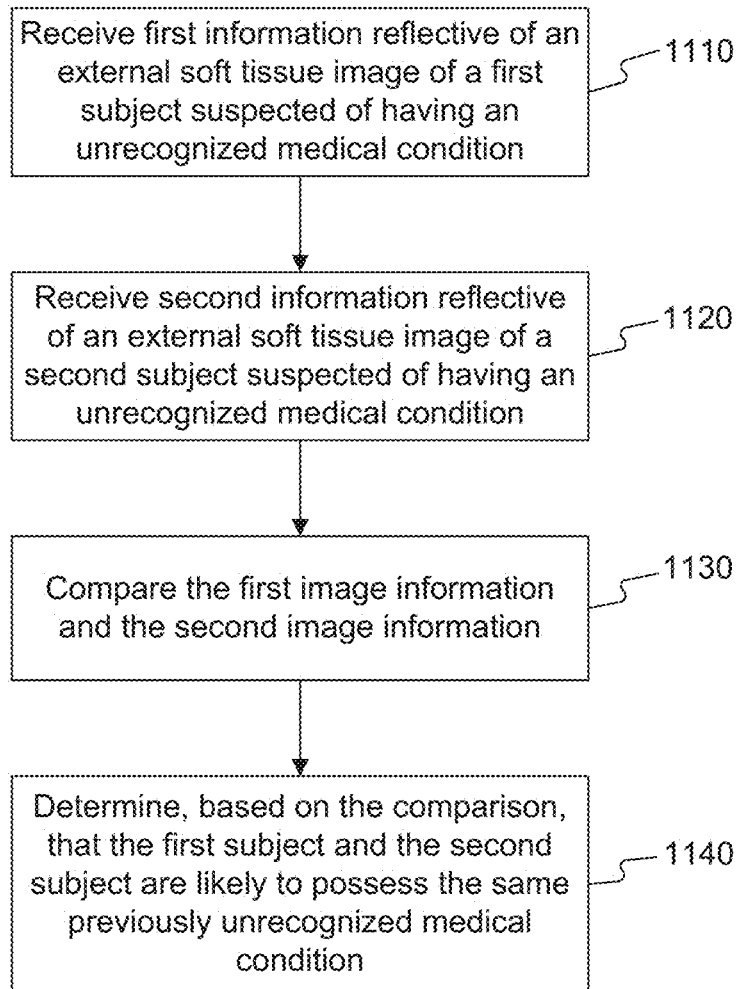 Receive first information reflective of an
external soft tissue image of a first
subject suspected of having an
unrecognized medical condition
1110
Receive second information reflective
of an external soft tissue image of a
second subject suspected of having an
unrecognized medical condition
1120
Compare the first image information
and the second image information
1130
Determine, based on the comparison,
that the first subject and the second
subject are likely to possess the same
previously unrecognized medical
condition
1140